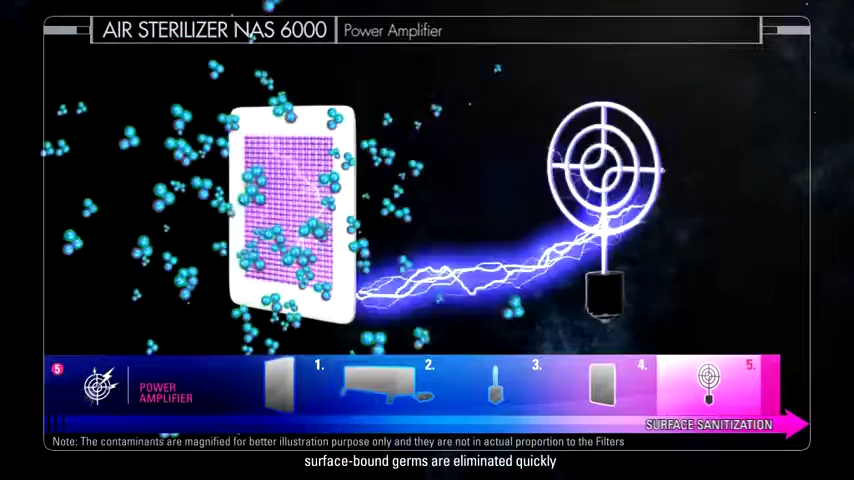 AIR STERILIZER NAS 6000
Power Amplifier
1.
2.
3.
4.
5.
5
POWER
AMPLIFIER
SURFACE SANITIZATION
Note: The contaminants are magnified for better illustration purpose only and they are not in actual proportion to the Filters
surface-bound germs are eliminated quickly